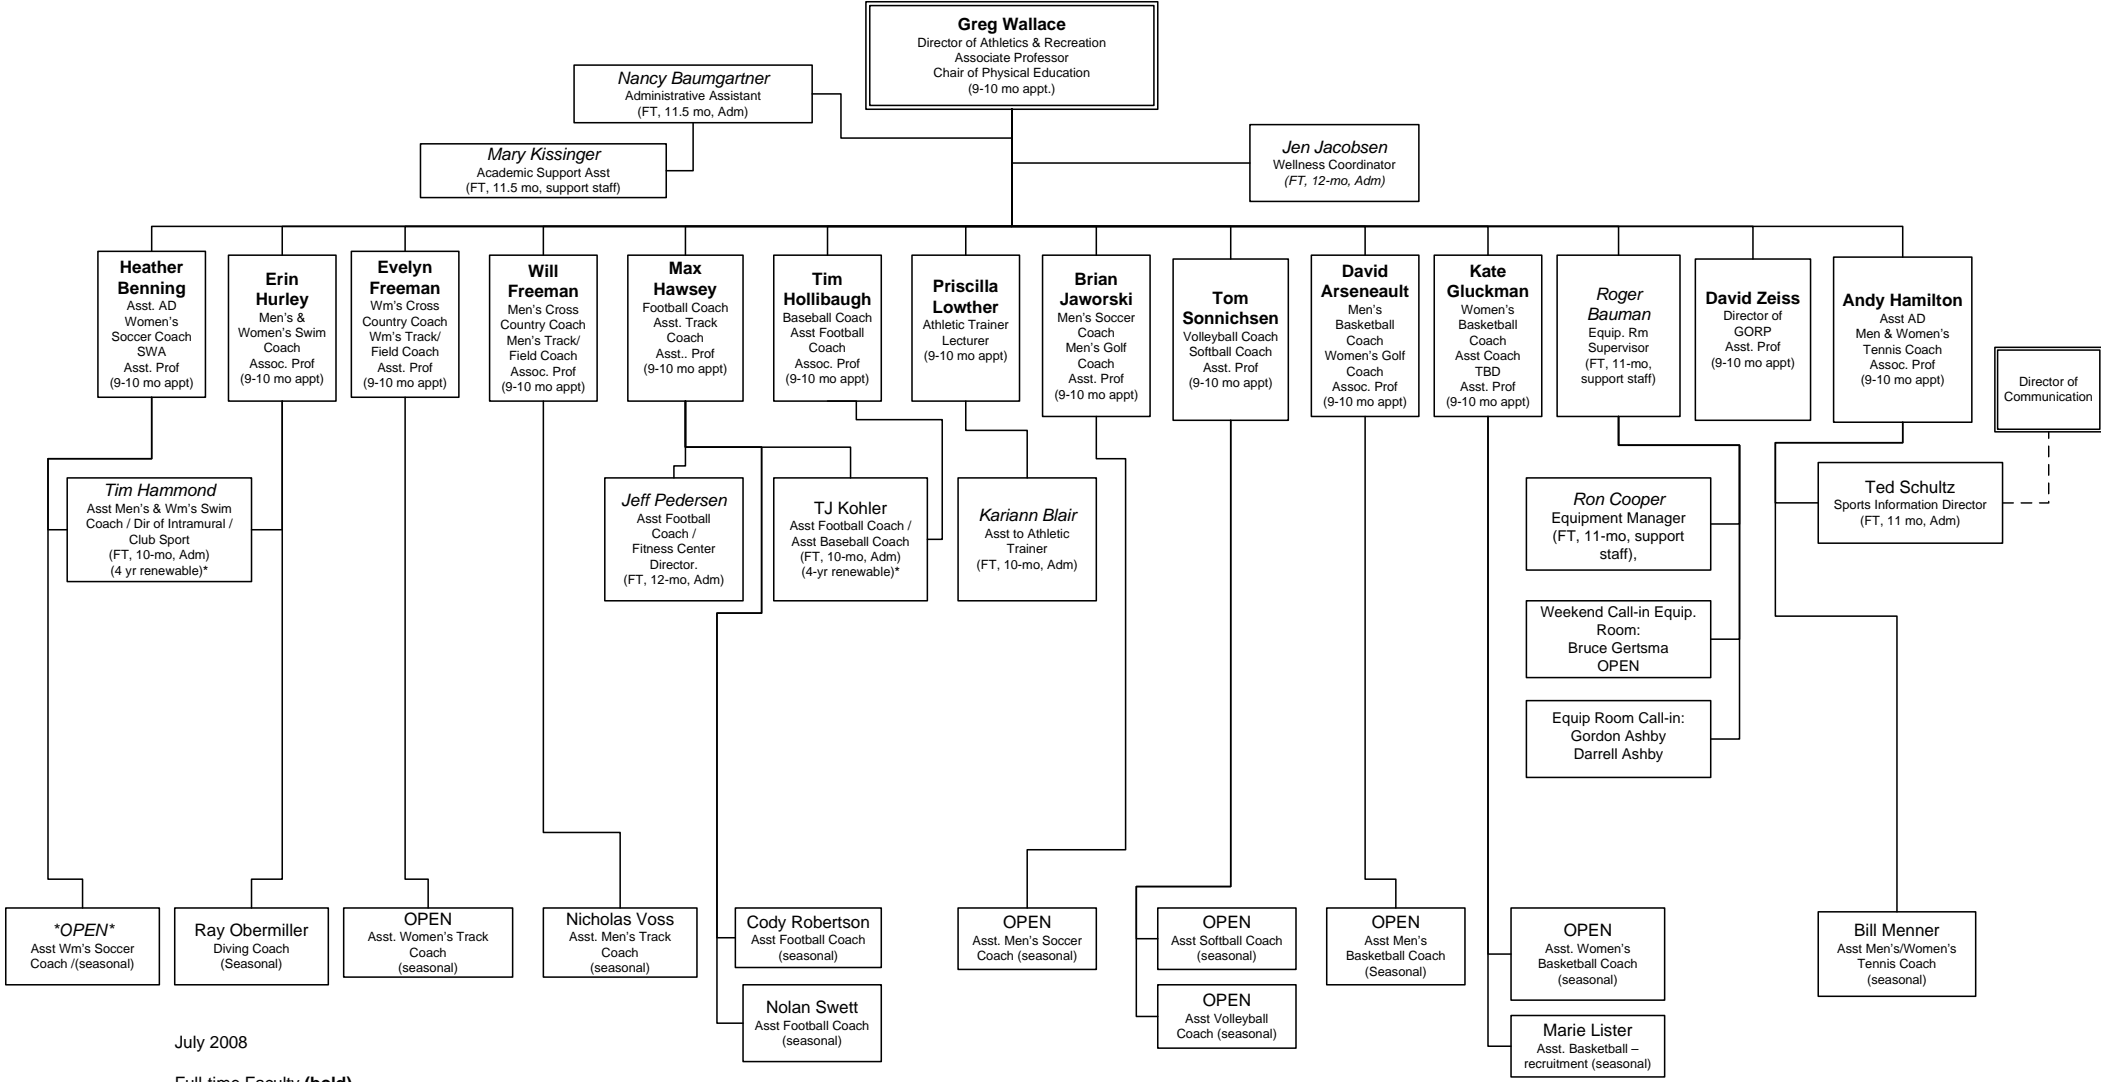 Greg Wallace
Director of Athletics & Recreation
Associate Professor
Chair of Physical Education
(9-10 mo appt.)
Nancy Baumgartner
Administrative Assistant
(FT, 11.5 mo, Adm)
Mary Kissinger
Academic Support Asst
(FT, 11.5 mo, support staff)
Jen Jacobsen
Wellness Coordinator
(FT, 12-mo, Adm)
Heather
Benning
Asst. AD
Women's
Soccer Coach
SWA
Asst. Prof
(9-10 mo appt)
Erin
Hurley
Men's &
Women's Swim
Coach
Assoc. Prof
(9-10 mo appt)
Evelyn
Freeman
Wm's Cross
Country Coach
Wm's Track/
Field Coach
Asst. Prof
(9-10 mo appt)
Will
Freeman
Men's Cross
Country Coach
Men's Track/
Field Coach
Assoc. Prof
(9-10 mo appt)
Max
Hawsey
Football Coach
Asst. Track
Coach
Asst.. Prof
(9-10 mo appt)
Tim
Hollibaugh
Baseball Coach
Asst Football
Coach
Assoc. Prof
(9-10 mo appt)
Priscilla
Lowther
Athletic Trainer
Lecturer
(9-10 mo appt)
Brian
Jaworski
Men's Soccer
Coach
Men's Golf
Coach
Asst. Prof
(9-10 mo appt)
Tom
Sonnichsen
Volleyball Coach
Softball Coach
Asst. Prof
(9-10 mo appt)
David
Arseneault
Men's
Basketball
Coach
Women's Golf
Coach
Assoc. Prof
(9-10 mo appt)
Kate
Gluckman
Women's
Basketball
Coach
Asst Coach
TBD
Asst. Prof
(9-10 mo appt)
Roger
Bauman
Equip. Rm
Supervisor
(FT, 11-mo,
support staff)
David Zeiss
Director of
GORP
Asst. Prof
(9-10 mo appt)
Andy Hamilton
Asst AD
Men & Women's
Tennis Coach
Assoc. Prof
(9-10 mo appt)
Director of
Communication
Tim Hammond
Asst Men's & Wm's Swim
Coach / Dir of Intramural /
Club Sport
(FT, 10-mo, Adm)
(4 yr renewable)*
Jeff Pedersen
Asst Football
Coach /
Fitness Center
Director.
(FT, 12-mo, Adm)
TJ Kohler
Asst Football Coach /
Asst Baseball Coach
(FT, 10-mo, Adm)
(4-yr renewable)*
Kariann Blair
Asst to Athletic
Trainer
(FT, 10-mo, Adm)
Ron Cooper
Equipment Manager
(FT, 11-mo, support
staff),
Ted Schultz
Sports Information Director
(FT, 11 mo, Adm)
Weekend Call-in Equip.
Room:
Bruce Gertsma
OPEN
Equip Room Call-in:
Gordon Ashby
Darrell Ashby
*OPEN*
Asst Wm's Soccer
Coach /(seasonal)
Ray Obermiller
Diving Coach
(Seasonal)
OPEN
Asst. Women's Track
Coach
(seasonal)
Nicholas Voss
Asst. Men's Track
Coach
(seasonal)
Cody Robertson
Asst Football Coach
(seasonal)
Nolan Swett
Asst Football Coach
(seasonal)
OPEN
Asst. Men's Soccer
Coach (seasonal)
OPEN
Asst Softball Coach
(seasonal)
OPEN
Asst Volleyball
Coach (seasonal)
OPEN
Asst Men's
Basketball Coach
(Seasonal)
OPEN
Asst. Women's
Basketball Coach
(seasonal)
Marie Lister
Asst. Basketball –
recruitment (seasonal)
Bill Menner
Asst Men's/Women's
Tennis Coach
(seasonal)
July 2008
Full-time Faculty (bold)